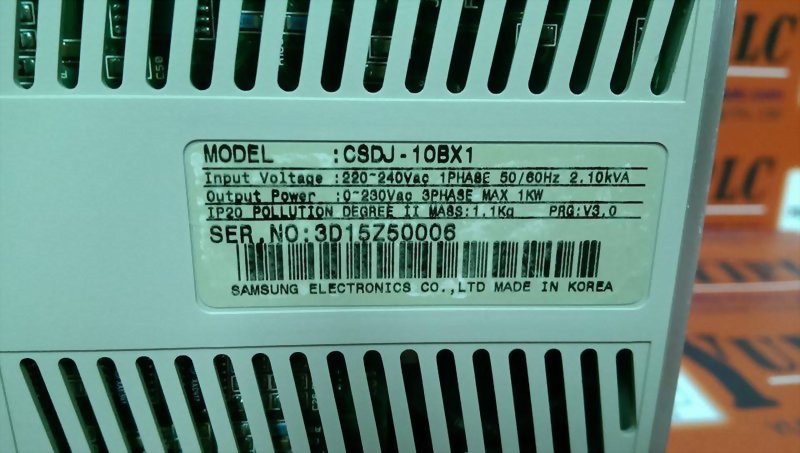 MODEL :CSDJ-10BX1
Input Voltage :220~240Vac 1PHASE 50/60Hz 2.10kVA
Output Power :0~230Vac 3PHASE MAX 1KW
IP20 POLLUTION DEGREE II MASS:1.1Kg PRG:V3.0
SER.NO:3D15Z50006
SAMSUNG ELECTRONICS CO.,LTD MADE IN KOREA
C50
PLC